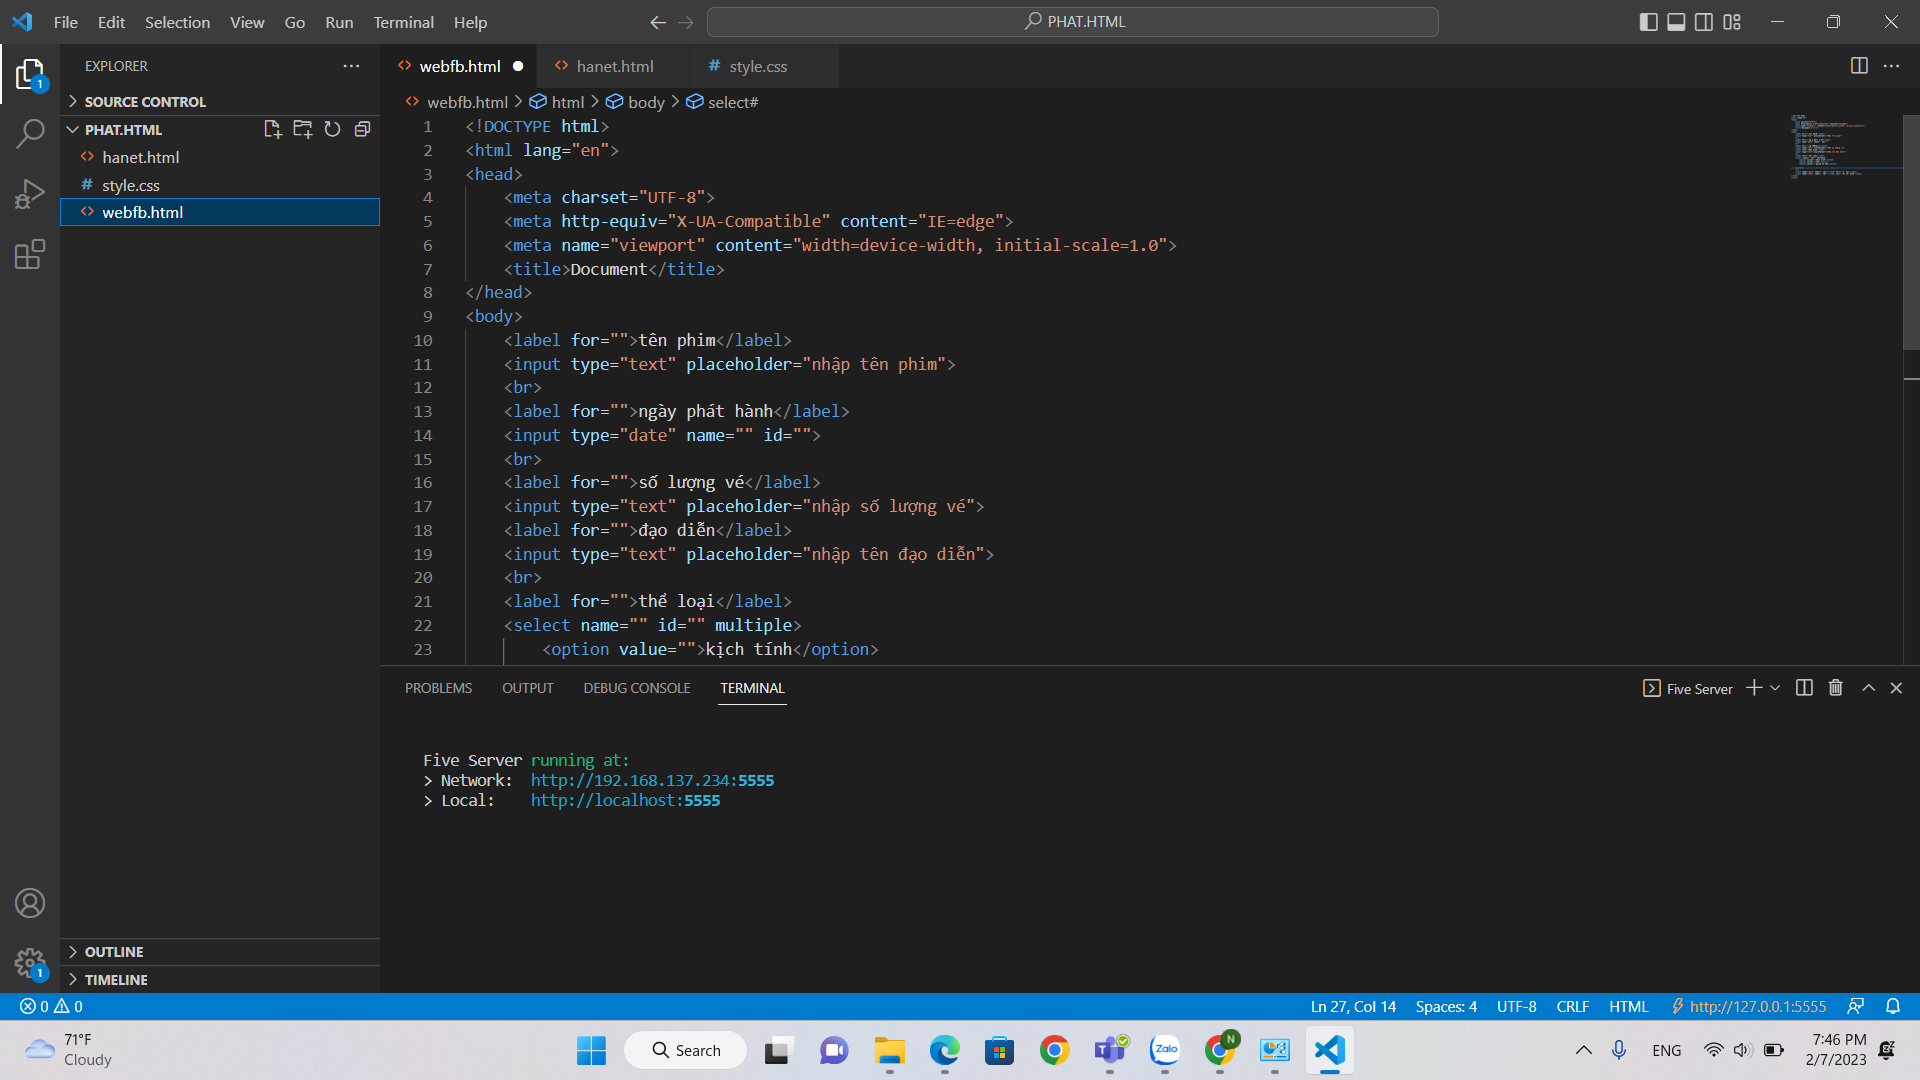 File Edit Selection View Go Run Terminal Help
PHAT.HTML
EXPLORER
SOURCE CONTROL
PHAT.HTML
hanet.html
style.css
webfb.html
OUTLINE
TIMELINE
webfb.html hanet.html style.css
webfb.html > html > body > select#
1 <!DOCTYPE html>
2 <html lang="en">
3 <head>
4 <meta charset="UTF-8">
5 <meta http-equiv="X-UA-Compatible" content="IE=edge">
6 <meta name="viewport" content="width=device-width, initial-scale=1.0">
7 <title>Document</title>
8 </head>
9 <body>
10 <label for="">tên phim</label>
11 <input type="text" placeholder="nhập tên phim">
12 <br>
13 <label for="">ngày phát hành</label>
14 <input type="date" name="" id="">
15 <br>
16 <label for="">số lượng vé</label>
17 <input type="text" placeholder="nhập số lượng vé">
18 <label for="">đạo diễn</label>
19 <input type="text" placeholder="nhập tên đạo diễn">
20 <br>
21 <label for="">thể loại</label>
22 <select name="" id="" multiple>
23 <option value="">kịch tính</option>
PROBLEMS OUTPUT DEBUG CONSOLE TERMINAL
Five Server
Five Server running at:
> Network: http://192.168.137.234:5555
> Local: http://localhost:5555
1
1
0 0
Ln 27, Col 14 Spaces: 4 UTF-8 CRLF HTML http://127.0.0.1:5555
71°F
Cloudy
Search
Zalo
N
ENG
7:46 PM
2/7/2023